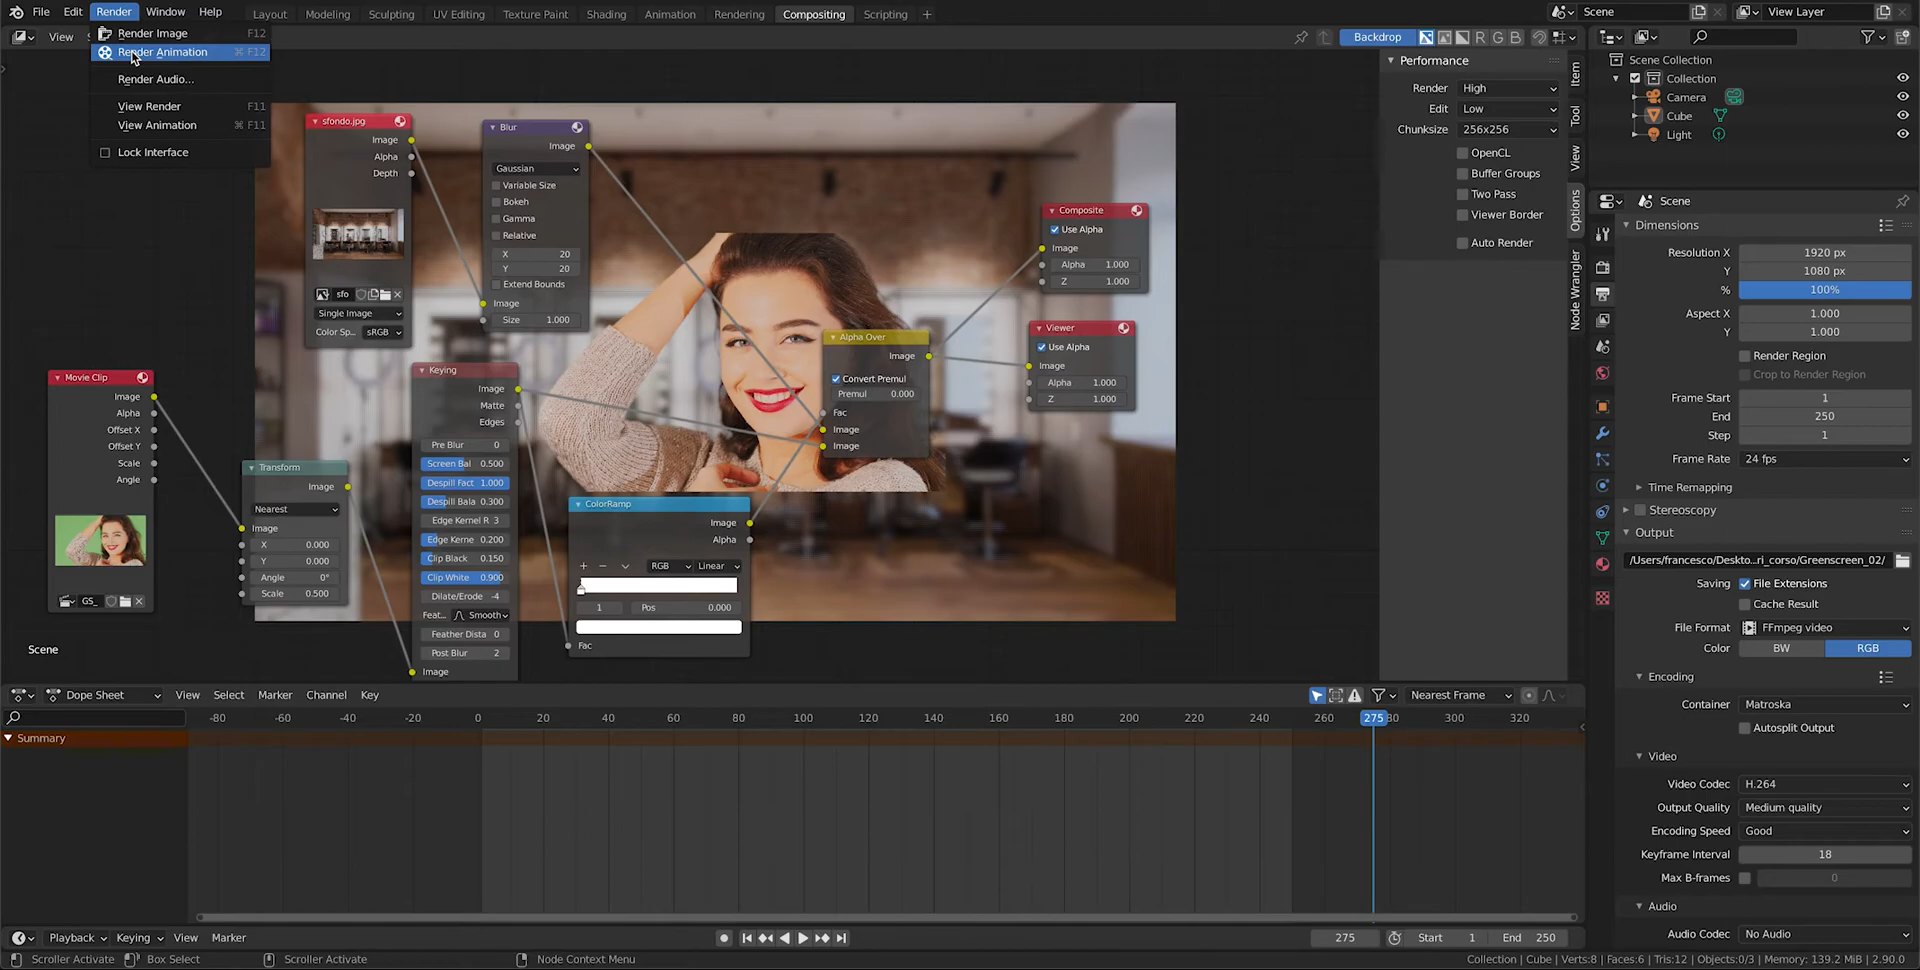 File Edit Render Window Help Layout Modeling Sculpting UV Editing Texture Paint Shading Animation Rendering Compositing Scripting + Scene View Layer
View Backdrop R G B
Render Image F12
Render Animation ⌘ F12
Render Audio...
View Render F11
View Animation ⌘ F11
Lock Interface
sfondo.jpg
Image
Alpha
Depth
sfo
Single Image
Color Sp... sRGB
Blur
Image
Gaussian
Variable Size
Bokeh
Gamma
Relative
X 20
Y 20
Extend Bounds
Image
Size 1.000
Movie Clip
Image
Alpha
Offset X
Offset Y
Scale
Angle
GS_
Transform
Image
Nearest
Image
X 0.000
Y 0.000
Angle 0°
Scale 0.500
Keying
Image
Matte
Edges
Pre Blur 0
Screen Bal 0.500
Despill Fact 1.000
Despill Bala 0.300
Edge Kernel R 3
Edge Kerne 0.200
Clip Black 0.150
Clip White 0.900
Dilate/Erode -4
Feat... Smooth
Feather Dista 0
Post Blur 2
Image
ColorRamp
Image
Alpha
+ − RGB Linear
1 Pos 0.000
Fac
Alpha Over
Image
Convert Premul
Premul 0.000
Fac
Image
Image
Composite
Use Alpha
Image
Alpha 1.000
Z 1.000
Viewer
Use Alpha
Image
Alpha 1.000
Z 1.000
Scene
Performance
Render High
Edit Low
Chunksize 256x256
OpenCL
Buffer Groups
Two Pass
Viewer Border
Auto Render
Item
Tool
View
Options
Node Wrangler
Scene Collection
Collection
Camera
Cube
Light
Scene
Dimensions
Resolution X 1920 px
Y 1080 px
% 100%
Aspect X 1.000
Y 1.000
Render Region
Crop to Render Region
Frame Start 1
End 250
Step 1
Frame Rate 24 fps
Time Remapping
Stereoscopy
Output
/Users/francesco/Deskto...ri_corso/Greenscreen_02/
Saving File Extensions
Cache Result
File Format FFmpeg video
Color BW RGB
Encoding
Container Matroska
Autosplit Output
Video
Video Codec H.264
Output Quality Medium quality
Encoding Speed Good
Keyframe Interval 18
Max B-frames 0
Audio
Audio Codec No Audio
Dope Sheet View Select Marker Channel Key Nearest Frame
-80 -60 -40 -20 0 20 40 60 80 100 120 140 160 180 200 220 240 260 275 80 300 320
Summary
Playback Keying View Marker 275 Start 1 End 250
Scroller Activate Box Select Scroller Activate Node Context Menu Collection | Cube | Verts:8 | Faces:6 | Tris:12 | Objects:0/3 | Memory: 139.2 MiB | 2.90.0